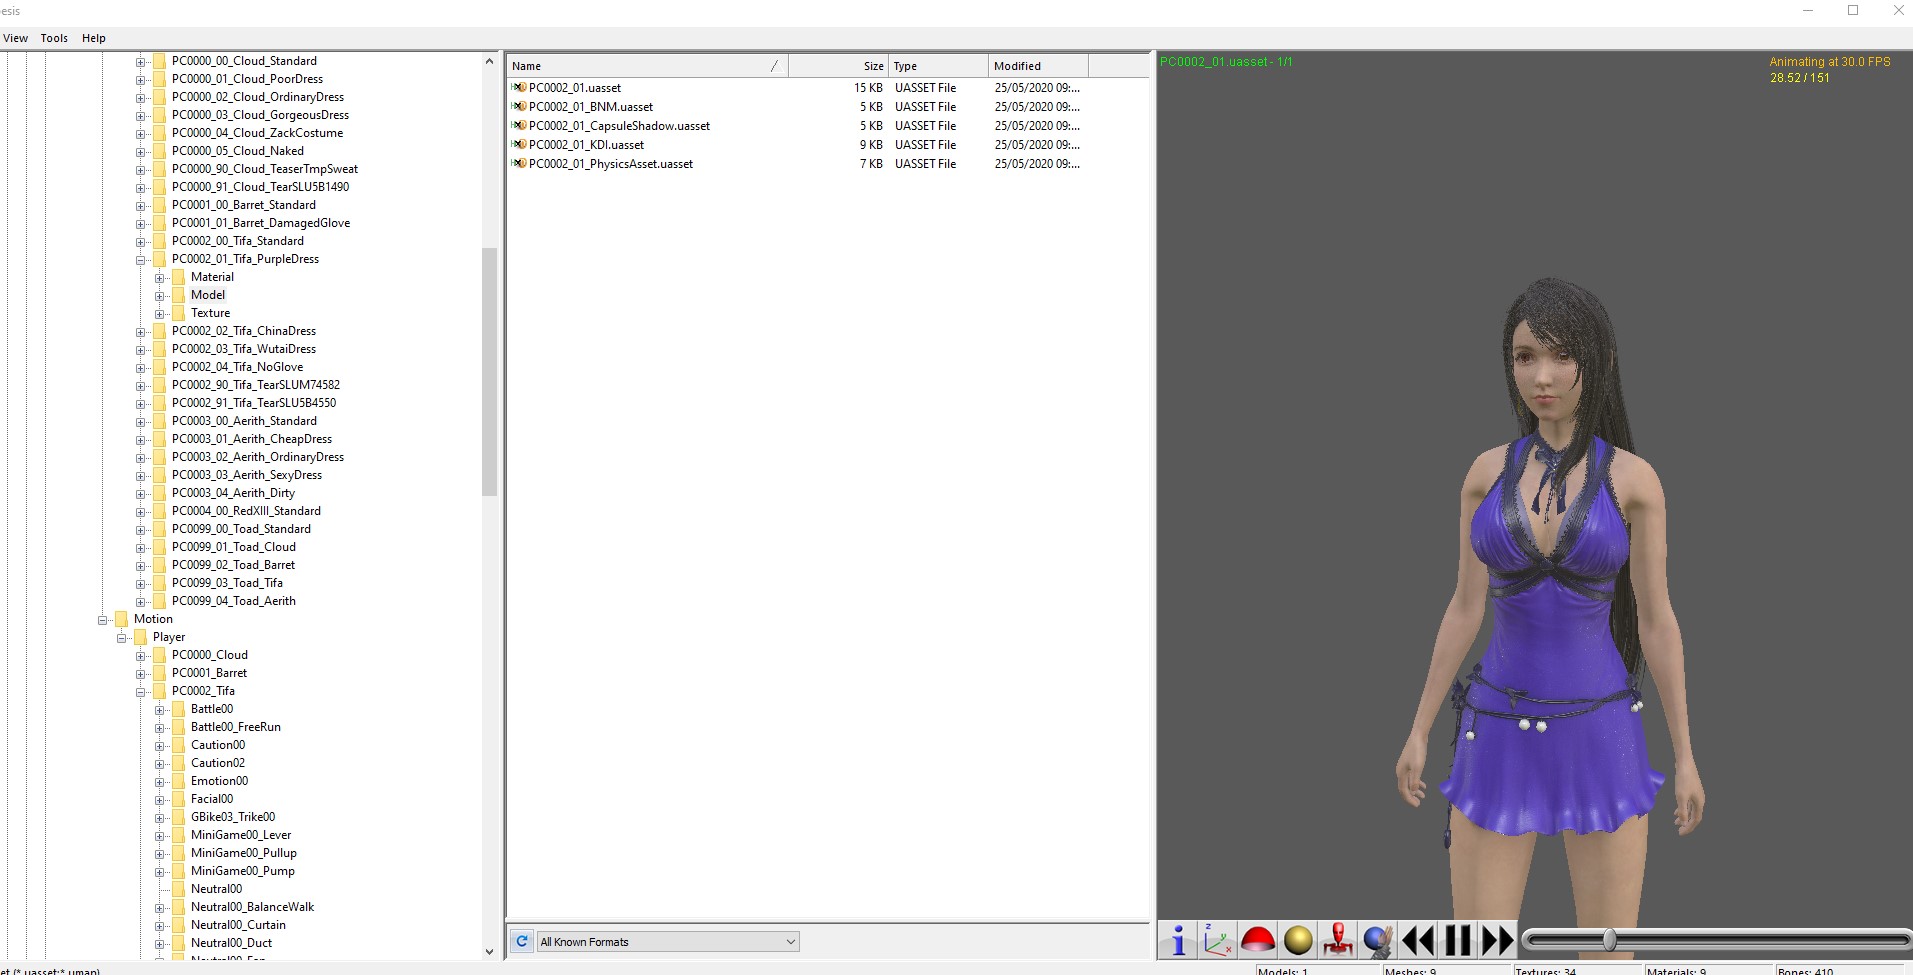 esis
View Tools Help
PC0000_00_Cloud_Standard
PC0000_01_Cloud_PoorDress
PC0000_02_Cloud_OrdinaryDress
PC0000_03_Cloud_GorgeousDress
PC0000_04_Cloud_ZackCostume
PC0000_05_Cloud_Naked
PC0000_90_Cloud_TeaserTmpSweat
PC0000_91_Cloud_TearSLU5B1490
PC0001_00_Barret_Standard
PC0001_01_Barret_DamagedGlove
PC0002_00_Tifa_Standard
PC0002_01_Tifa_PurpleDress
Material
Model
Texture
PC0002_02_Tifa_ChinaDress
PC0002_03_Tifa_WutaiDress
PC0002_04_Tifa_NoGlove
PC0002_90_Tifa_TearSLUM74582
PC0002_91_Tifa_TearSLU5B4550
PC0003_00_Aerith_Standard
PC0003_01_Aerith_CheapDress
PC0003_02_Aerith_OrdinaryDress
PC0003_03_Aerith_SexyDress
PC0003_04_Aerith_Dirty
PC0004_00_RedXIII_Standard
PC0099_00_Toad_Standard
PC0099_01_Toad_Cloud
PC0099_02_Toad_Barret
PC0099_03_Toad_Tifa
PC0099_04_Toad_Aerith
Motion
Player
PC0000_Cloud
PC0001_Barret
PC0002_Tifa
Battle00
Battle00_FreeRun
Caution00
Caution02
Emotion00
Facial00
GBike03_Trike00
MiniGame00_Lever
MiniGame00_Pullup
MiniGame00_Pump
Neutral00
Neutral00_BalanceWalk
Neutral00_Curtain
Neutral00_Duct
Name Size Type Modified
PC0002_01.uasset 15 KB UASSET File 25/05/2020 09:...
PC0002_01_BNM.uasset 5 KB UASSET File 25/05/2020 09:...
PC0002_01_CapsuleShadow.uasset 5 KB UASSET File 25/05/2020 09:...
PC0002_01_KDI.uasset 9 KB UASSET File 25/05/2020 09:...
PC0002_01_PhysicsAsset.uasset 7 KB UASSET File 25/05/2020 09:...
All Known Formats
PC0002_01.uasset - 1/1
Animating at 30.0 FPS
28.52 / 151
et (*.uasset;*.umap)
Models: 1 Meshes: 9 Textures: 34 Materials: 9 Bones: 410